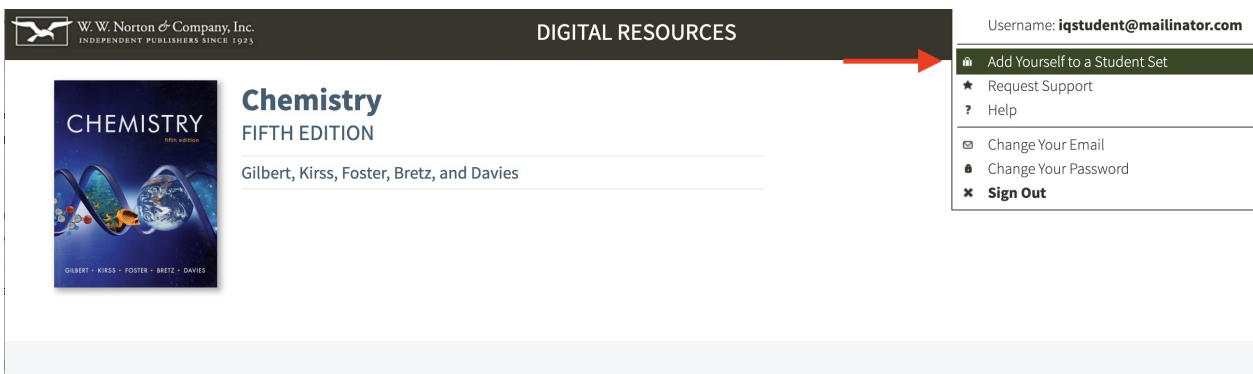 W. W. Norton & Company, Inc.
INDEPENDENT PUBLISHERS SINCE 1923
DIGITAL RESOURCES
Username: iqstudent@mailinator.com
Add Yourself to a Student Set
Request Support
? Help
Change Your Email
Change Your Password
Sign Out
CHEMISTRY
fifth edition
GILBERT • KIRSS • FOSTER • BRETZ • DAVIES
Chemistry
FIFTH EDITION
Gilbert, Kirss, Foster, Bretz, and Davies